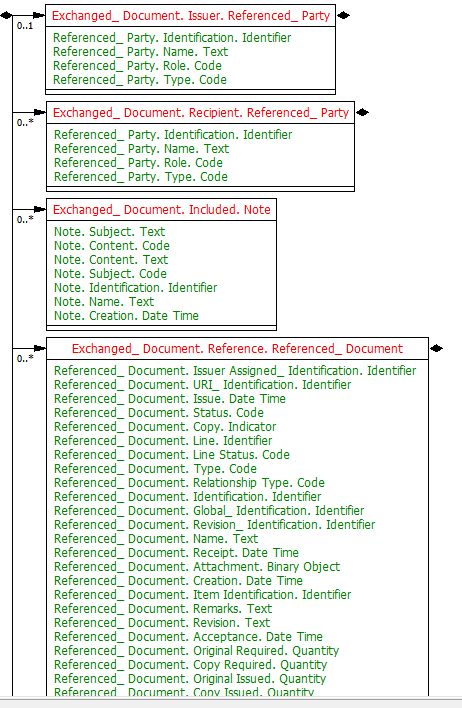 Exchanged_ Document. Issuer. Referenced_ Party
0..1
Referenced_ Party. Identification. Identifier
Referenced_ Party. Name. Text
Referenced_ Party. Role. Code
Referenced_ Party. Type. Code
Exchanged_ Document. Recipient. Referenced_ Party
0..*
Referenced_ Party. Identification. Identifier
Referenced_ Party. Name. Text
Referenced_ Party. Role. Code
Referenced_ Party. Type. Code
Exchanged_ Document. Included. Note
0..*
Note. Subject. Text
Note. Content. Code
Note. Content. Text
Note. Subject. Code
Note. Identification. Identifier
Note. Name. Text
Note. Creation. Date Time
Exchanged_ Document. Reference. Referenced_ Document
0..*
Referenced_ Document. Issuer Assigned_ Identification. Identifier
Referenced_ Document. URI_ Identification. Identifier
Referenced_ Document. Issue. Date Time
Referenced_ Document. Status. Code
Referenced_ Document. Copy. Indicator
Referenced_ Document. Line. Identifier
Referenced_ Document. Line Status. Code
Referenced_ Document. Type. Code
Referenced_ Document. Relationship Type. Code
Referenced_ Document. Identification. Identifier
Referenced_ Document. Global_ Identification. Identifier
Referenced_ Document. Revision_ Identification. Identifier
Referenced_ Document. Name. Text
Referenced_ Document. Receipt. Date Time
Referenced_ Document. Attachment. Binary Object
Referenced_ Document. Creation. Date Time
Referenced_ Document. Item Identification. Identifier
Referenced_ Document. Remarks. Text
Referenced_ Document. Revision. Text
Referenced_ Document. Acceptance. Date Time
Referenced_ Document. Original Required. Quantity
Referenced_ Document. Copy Required. Quantity
Referenced_ Document. Original Issued. Quantity
Referenced_ Document. Copy Issued. Quantity